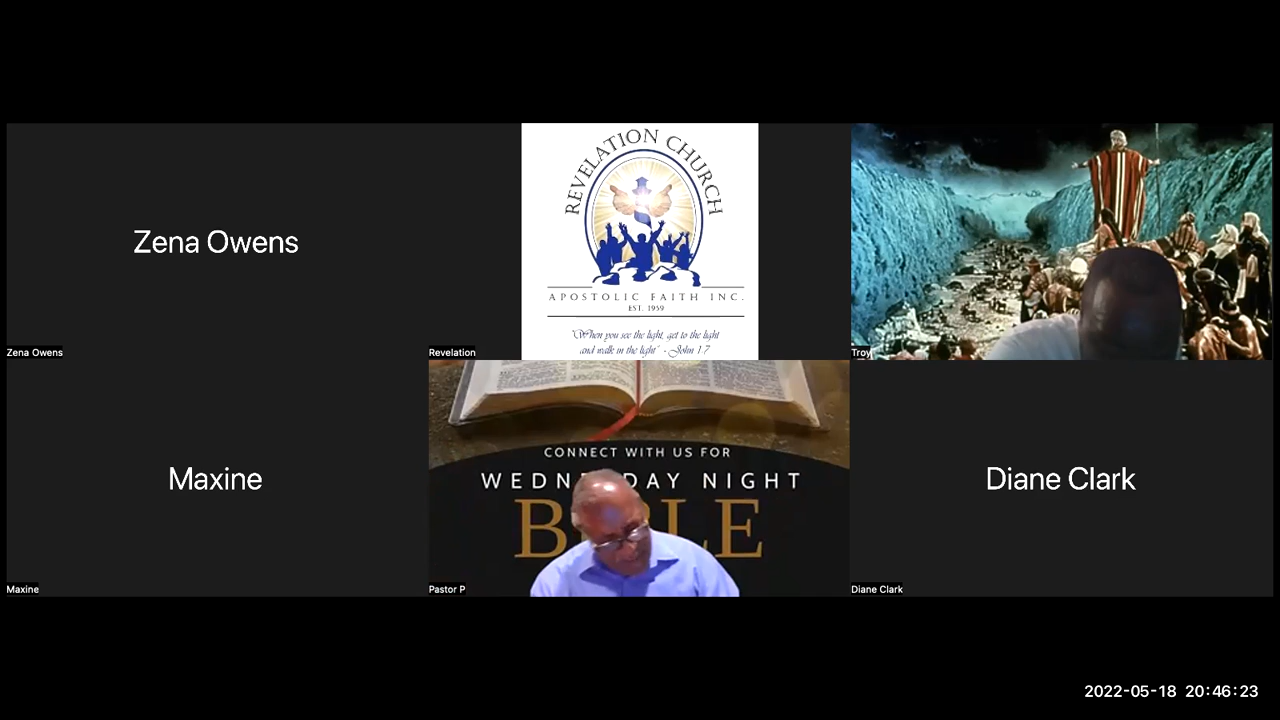 Zena Owens
Zena Owens
REVELATION CHURCH
APOSTOLIC FAITH INC.
EST. 1959
"When you see the light, get to the light
and walk in the light" - John 1:7
Revelation
Troy
Maxine
Maxine
CONNECT WITH US FOR
WEDN DAY NIGHT
B LE
Pastor P
Diane Clark
Diane Clark
2022-05-18 20:46:23